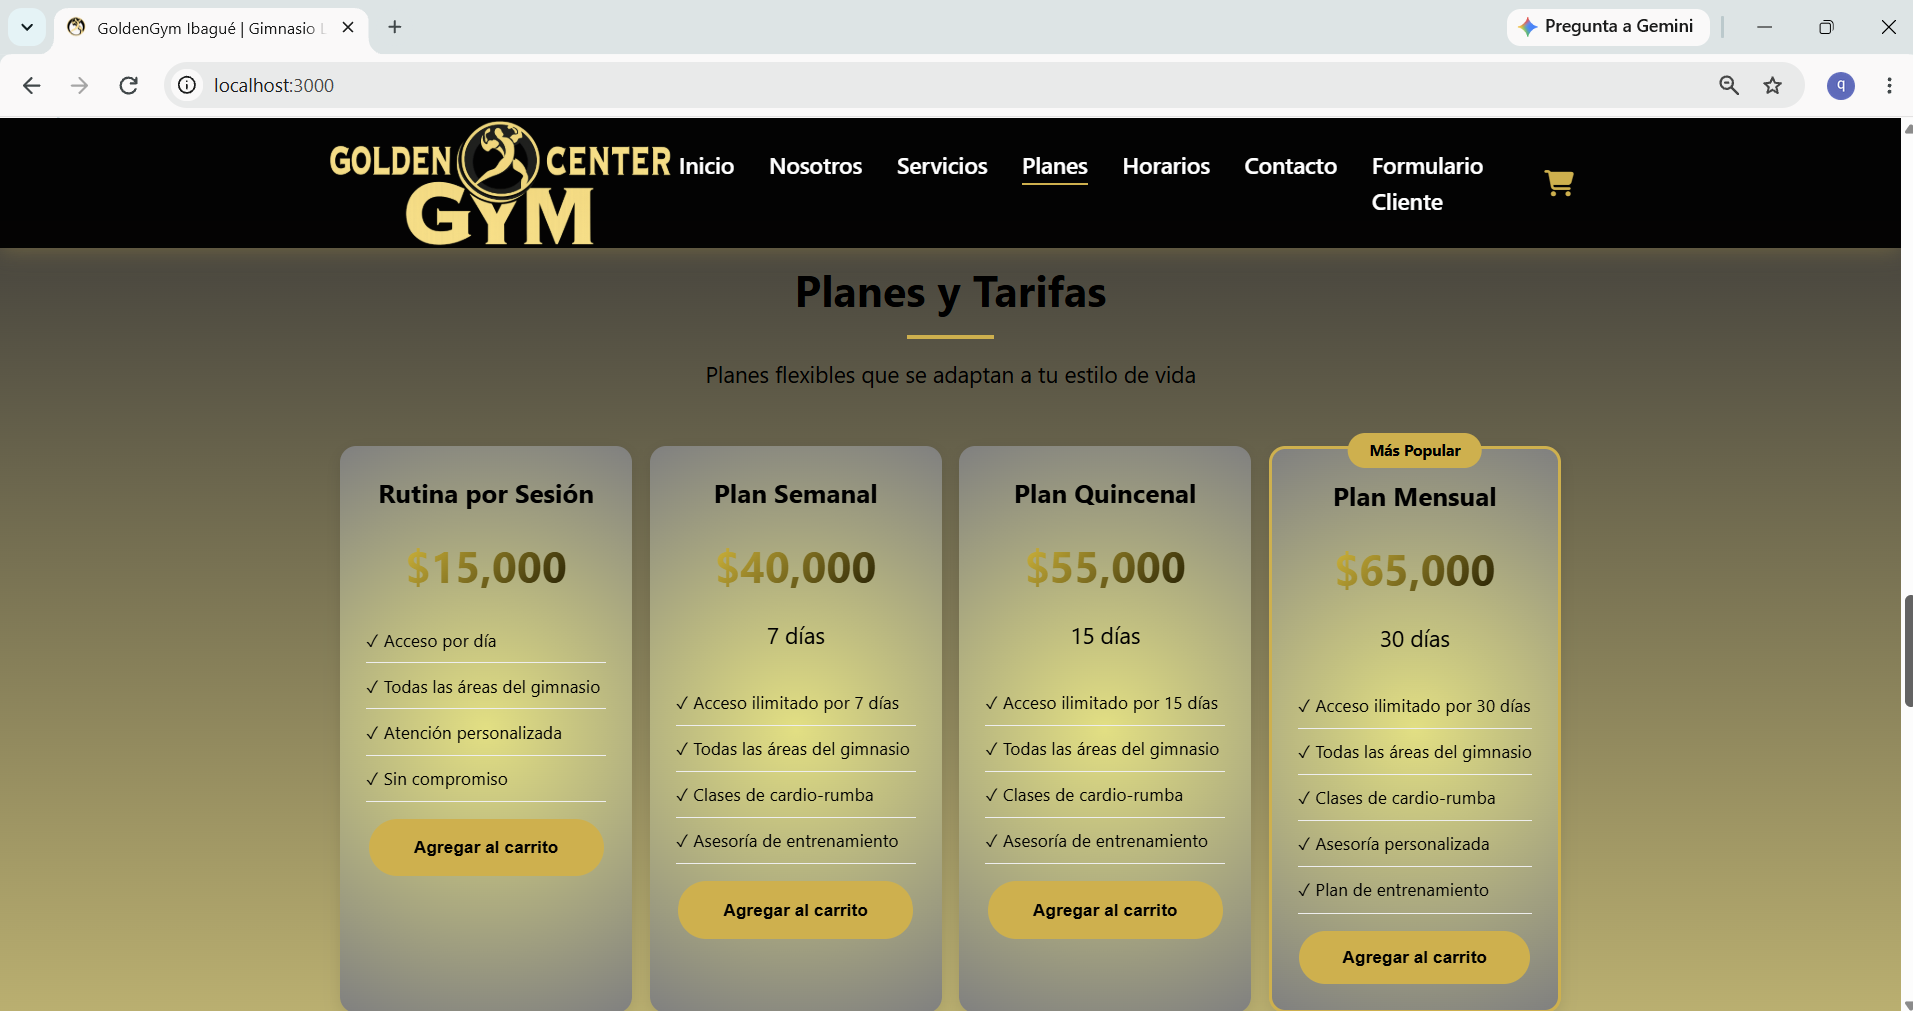 GoldenGym Ibagué | Gimnasio
Pregunta a Gemini
localhost:3000
q
GOLDEN CENTER
GYM
Inicio
Nosotros
Servicios
Planes
Horarios
Contacto
Formulario
Cliente
Planes y Tarifas
Planes flexibles que se adaptan a tu estilo de vida
Rutina por Sesión
$15,000
✓ Acceso por día
✓ Todas las áreas del gimnasio
✓ Atención personalizada
✓ Sin compromiso
Agregar al carrito
Plan Semanal
$40,000
7 días
✓ Acceso ilimitado por 7 días
✓ Todas las áreas del gimnasio
✓ Clases de cardio-rumba
✓ Asesoría de entrenamiento
Agregar al carrito
Plan Quincenal
$55,000
15 días
✓ Acceso ilimitado por 15 días
✓ Todas las áreas del gimnasio
✓ Clases de cardio-rumba
✓ Asesoría de entrenamiento
Agregar al carrito
Más Popular
Plan Mensual
$65,000
30 días
✓ Acceso ilimitado por 30 días
✓ Todas las áreas del gimnasio
✓ Clases de cardio-rumba
✓ Asesoría personalizada
✓ Plan de entrenamiento
Agregar al carrito